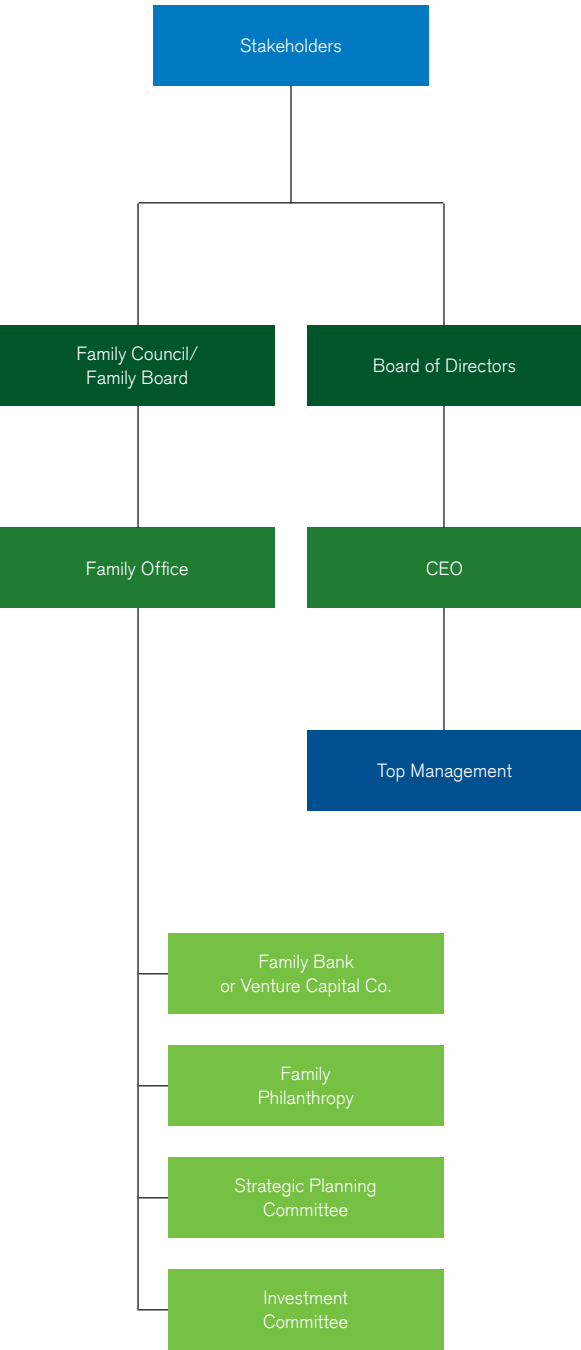 Stakeholders
Family Council/
Family Board
Board of Directors
Family Office
CEO
Top Management
Family Bank
or Venture Capital Co.
Family
Philanthropy
Strategic Planning
Committee
Investment
Committee